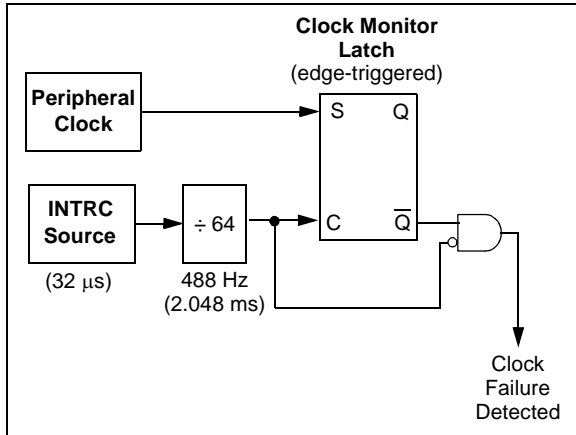 Clock Monitor
Latch
(edge-triggered)
Peripheral
Clock
S
Q
INTRC
Source
(32 μs)
÷ 64
488 Hz
(2.048 ms)
C
Q̅
Clock
Failure
Detected